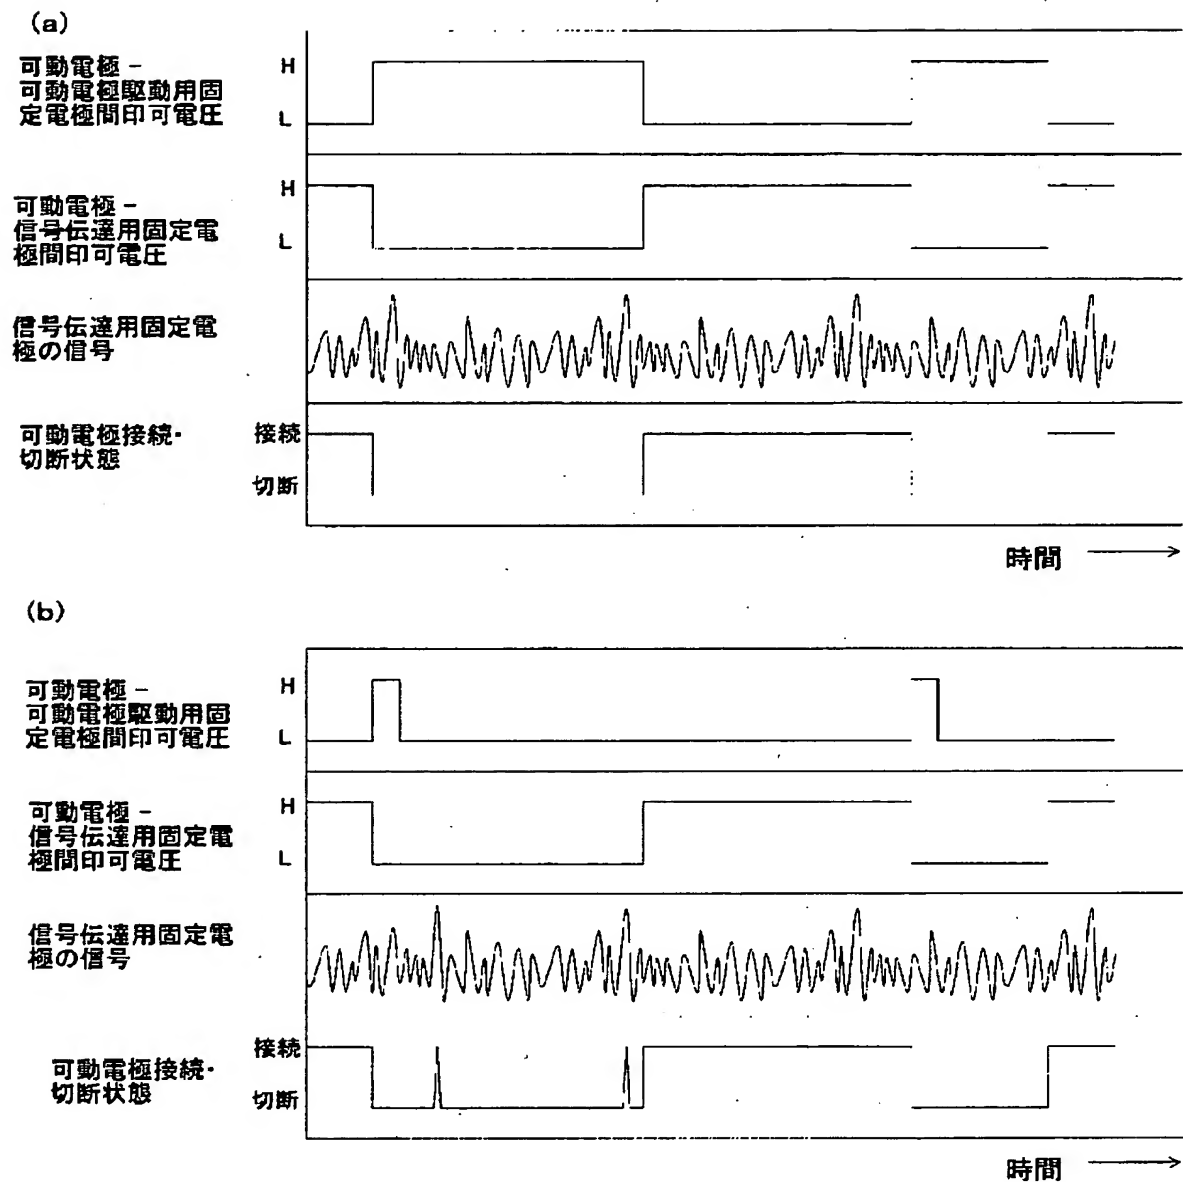 (a)
可動電極－
可動電極駆動用固
定電極間印可電圧
H
L
可動電極－
信号伝達用固定電
極間印可電圧
H
L
信号伝達用固定電
極の信号
可動電極接続・
切断状態
接続
切断
時間
(b)
可動電極－
可動電極駆動用固
定電極間印可電圧
H
L
可動電極－
信号伝達用固定電
極間印可電圧
H
L
信号伝達用固定電
極の信号
可動電極接続・
切断状態
接続
切断
時間